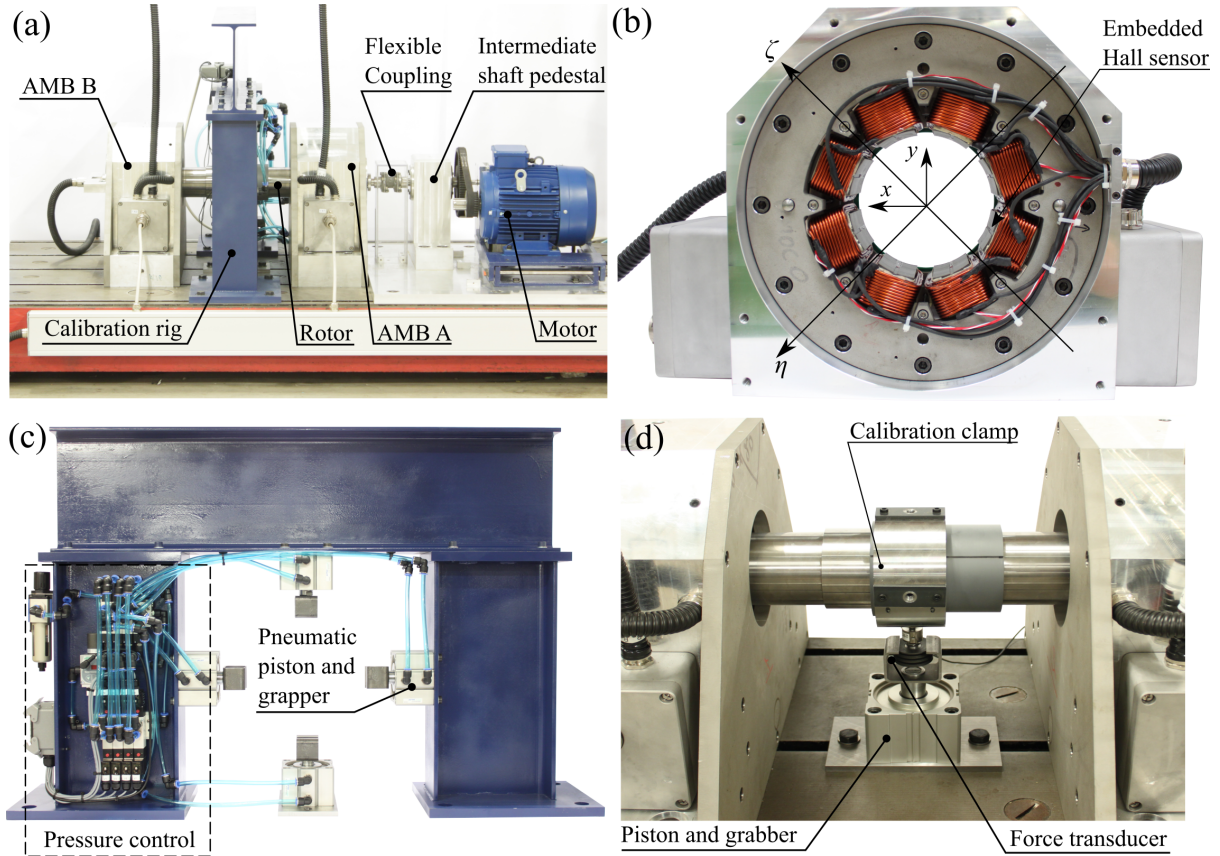 (a)
AMB B
Flexible
Coupling
Intermediate
shaft pedestal
Calibration rig
Rotor
AMB A
Motor
(b)
ζ
Embedded
Hall sensor
y
x
η
(c)
Pneumatic
piston and
grapper
Pressure control
(d)
Calibration clamp
Piston and grabber
Force transducer